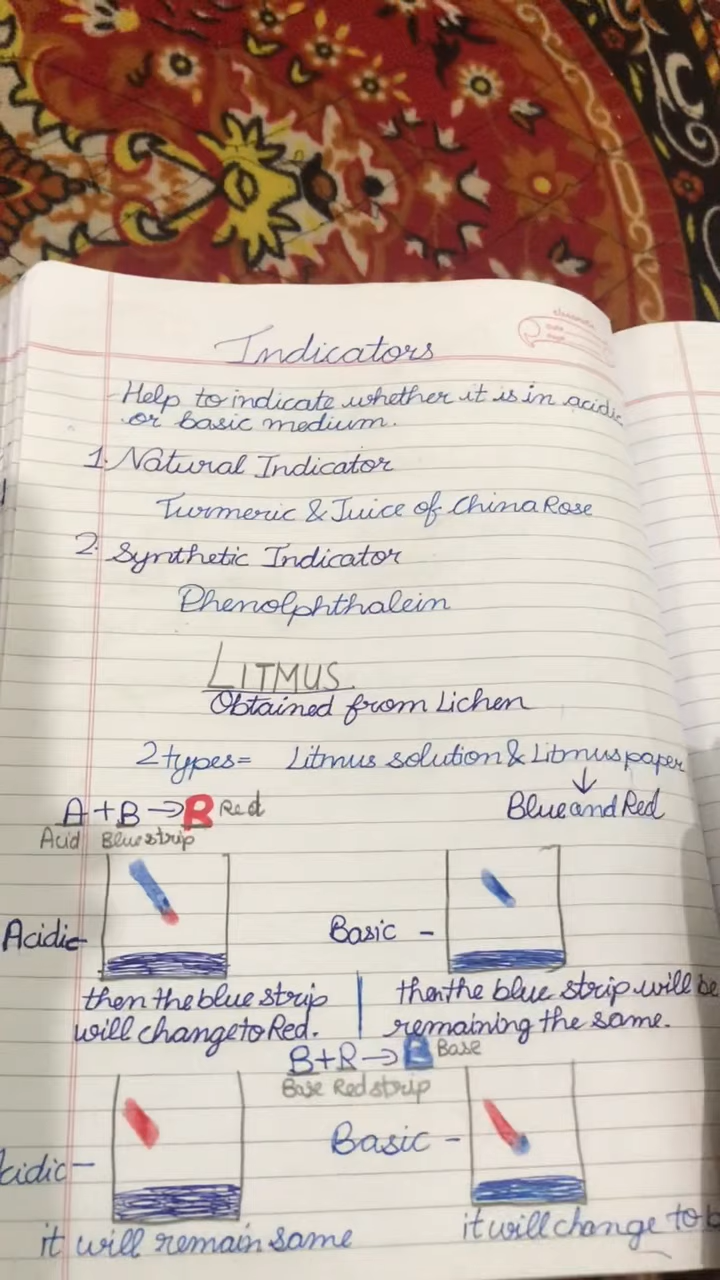 Indicators
Help to indicate whether it is in acidic
or basic medium.
1. Natural Indicator
Turmeric & Juice of China Rose
2. Synthetic Indicator
Phenolphthalein
LITMUS
Obtained from Lichen
2 types = Litmus solution & Litmus paper
↓
Blue and Red
A + B → R Red
Acid Blue strip
Acidic -
Basic -
then the blue strip
will change to Red.
then the blue strip will be
remaining the same.
B + R → B Base
Base Red strip
cidic -
Basic -
it will remain same
it will change to b